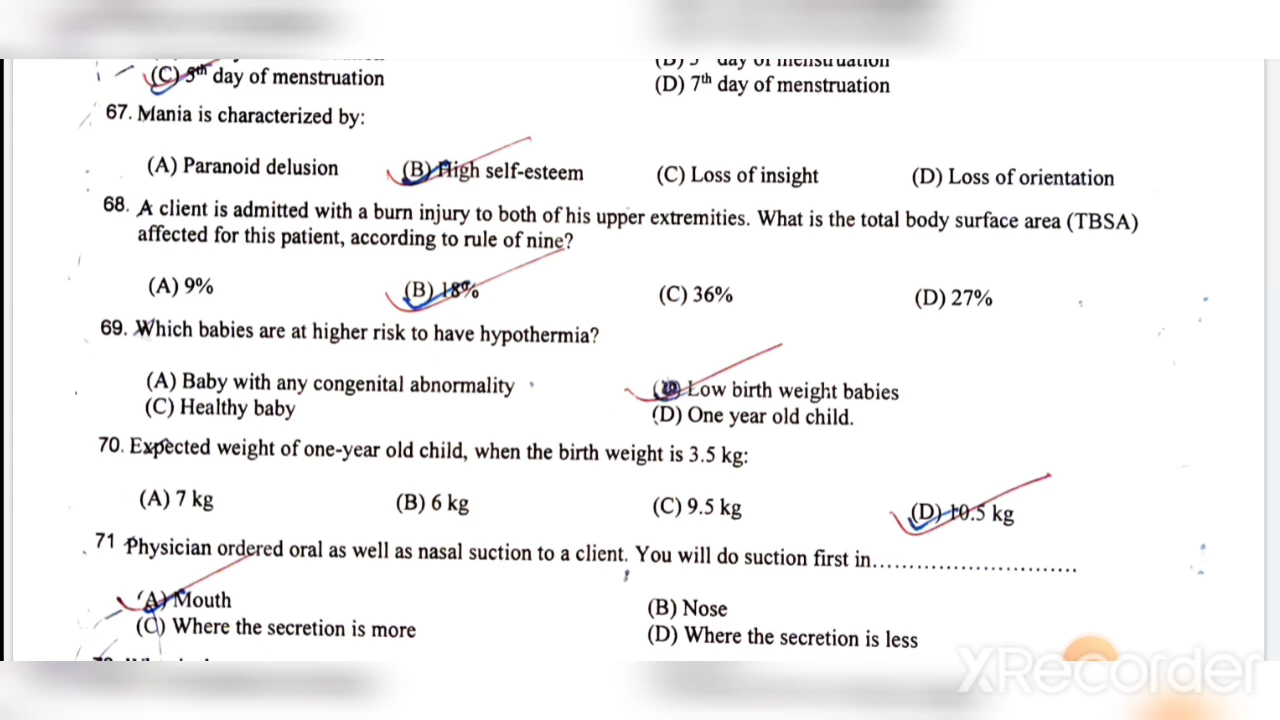 (C) 5th day of menstruation
day of menstruation
(D) 7th day of menstruation
67. Mania is characterized by:
(A) Paranoid delusion (B) High self-esteem (C) Loss of insight (D) Loss of orientation
68. A client is admitted with a burn injury to both of his upper extremities. What is the total body surface area (TBSA)
affected for this patient, according to rule of nine?
(A) 9% (B) 18% (C) 36% (D) 27%
69. Which babies are at higher risk to have hypothermia?
(A) Baby with any congenital abnormality Low birth weight babies
(C) Healthy baby (D) One year old child.
70. Expected weight of one-year old child, when the birth weight is 3.5 kg:
(A) 7 kg (B) 6 kg (C) 9.5 kg (D) 10.5 kg
71 Physician ordered oral as well as nasal suction to a client. You will do suction first in...........................
(A) Mouth (B) Nose
(C) Where the secretion is more (D) Where the secretion is less
XRecorder